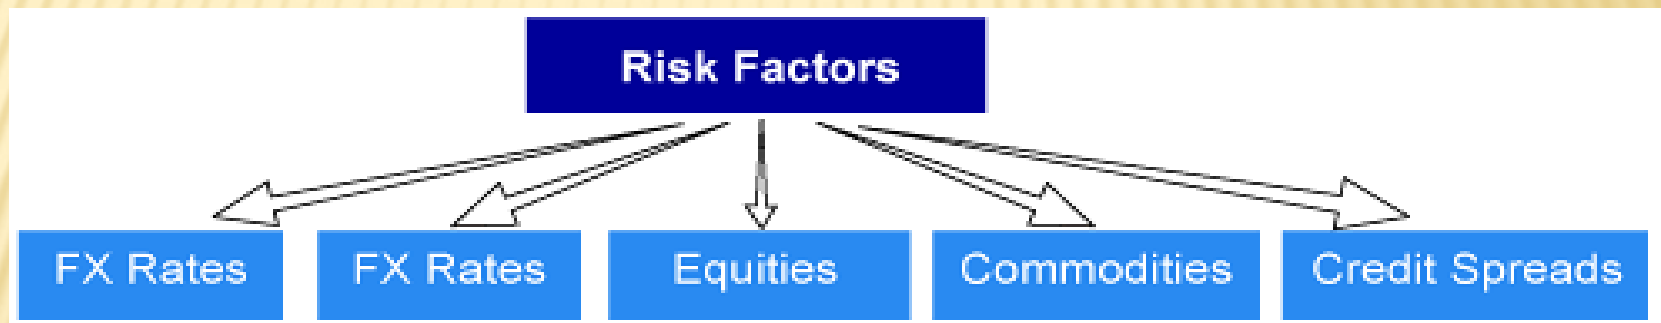 Risk Factors
FX Rates
FX Rates
Equities
Commodities
Credit Spreads